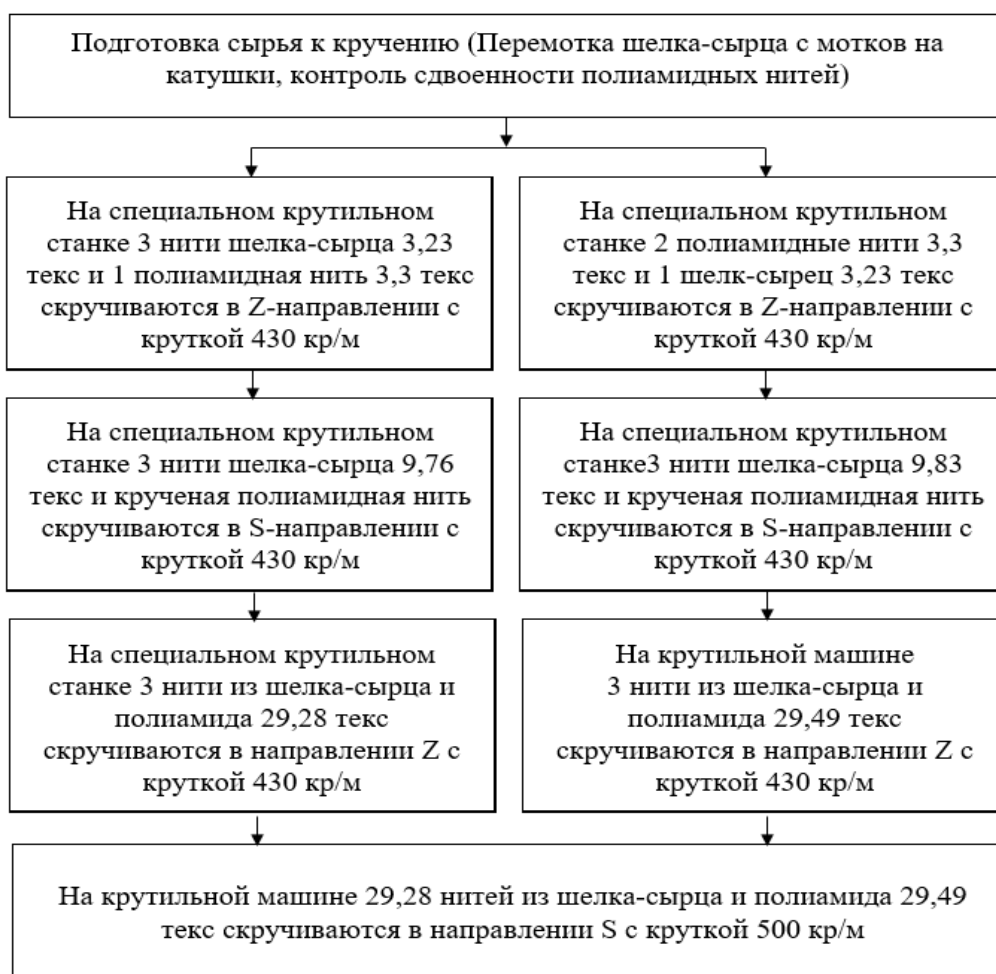 Подготовка сырья к кручению (Перемотка шелка-сырца с мотков на
катушки, контроль сдвоенности полиамидных нитей)
На специальном крутильном
станке 3 нити шелка-сырца 3,23
текс и 1 полиамидная нить 3,3 текс
скручиваются в Z-направлении с
круткой 430 кр/м
На специальном крутильном
станке 2 полиамидные нити 3,3
текс и 1 шелк-сырец 3,23 текс
скручиваются в Z-направлении с
круткой 430 кр/м
На специальном крутильном
станке 3 нити шелка-сырца 9,76
текс и крученая полиамидная нить
скручиваются в S-направлении с
круткой 430 кр/м
На специальном крутильном
станке3 нити шелка-сырца 9,83
текс и крученая полиамидная нить
скручиваются в S-направлении с
круткой 430 кр/м
На специальном крутильном
станке 3 нити из шелка-сырца и
полиамида 29,28 текс
скручиваются в направлении Z с
круткой 430 кр/м
На крутильной машине
3 нити из шелка-сырца и
полиамида 29,49 текс
скручиваются в направлении Z с
круткой 430 кр/м
На крутильной машине 29,28 нитей из шелка-сырца и полиамида 29,49
текс скручиваются в направлении S с круткой 500 кр/м